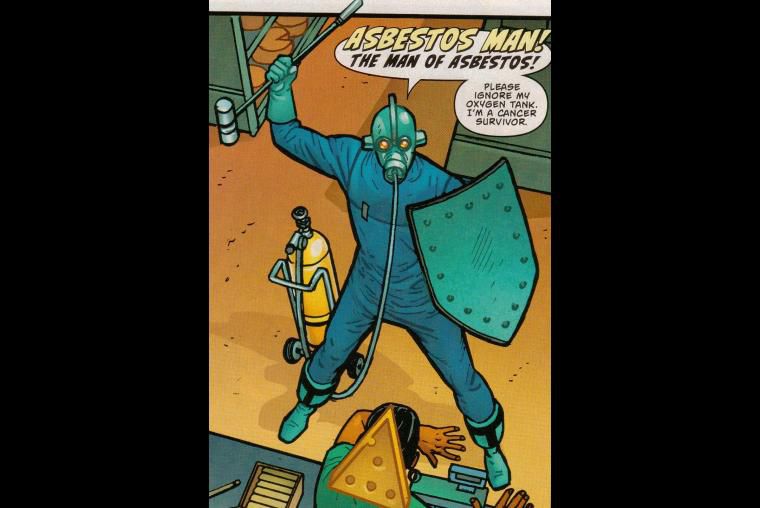 ASBESTOS MAN!
THE MAN OF ASBESTOS!
PLEASE
IGNORE MY
OXYGEN TANK.
I'M A CANCER
SURVIVOR.